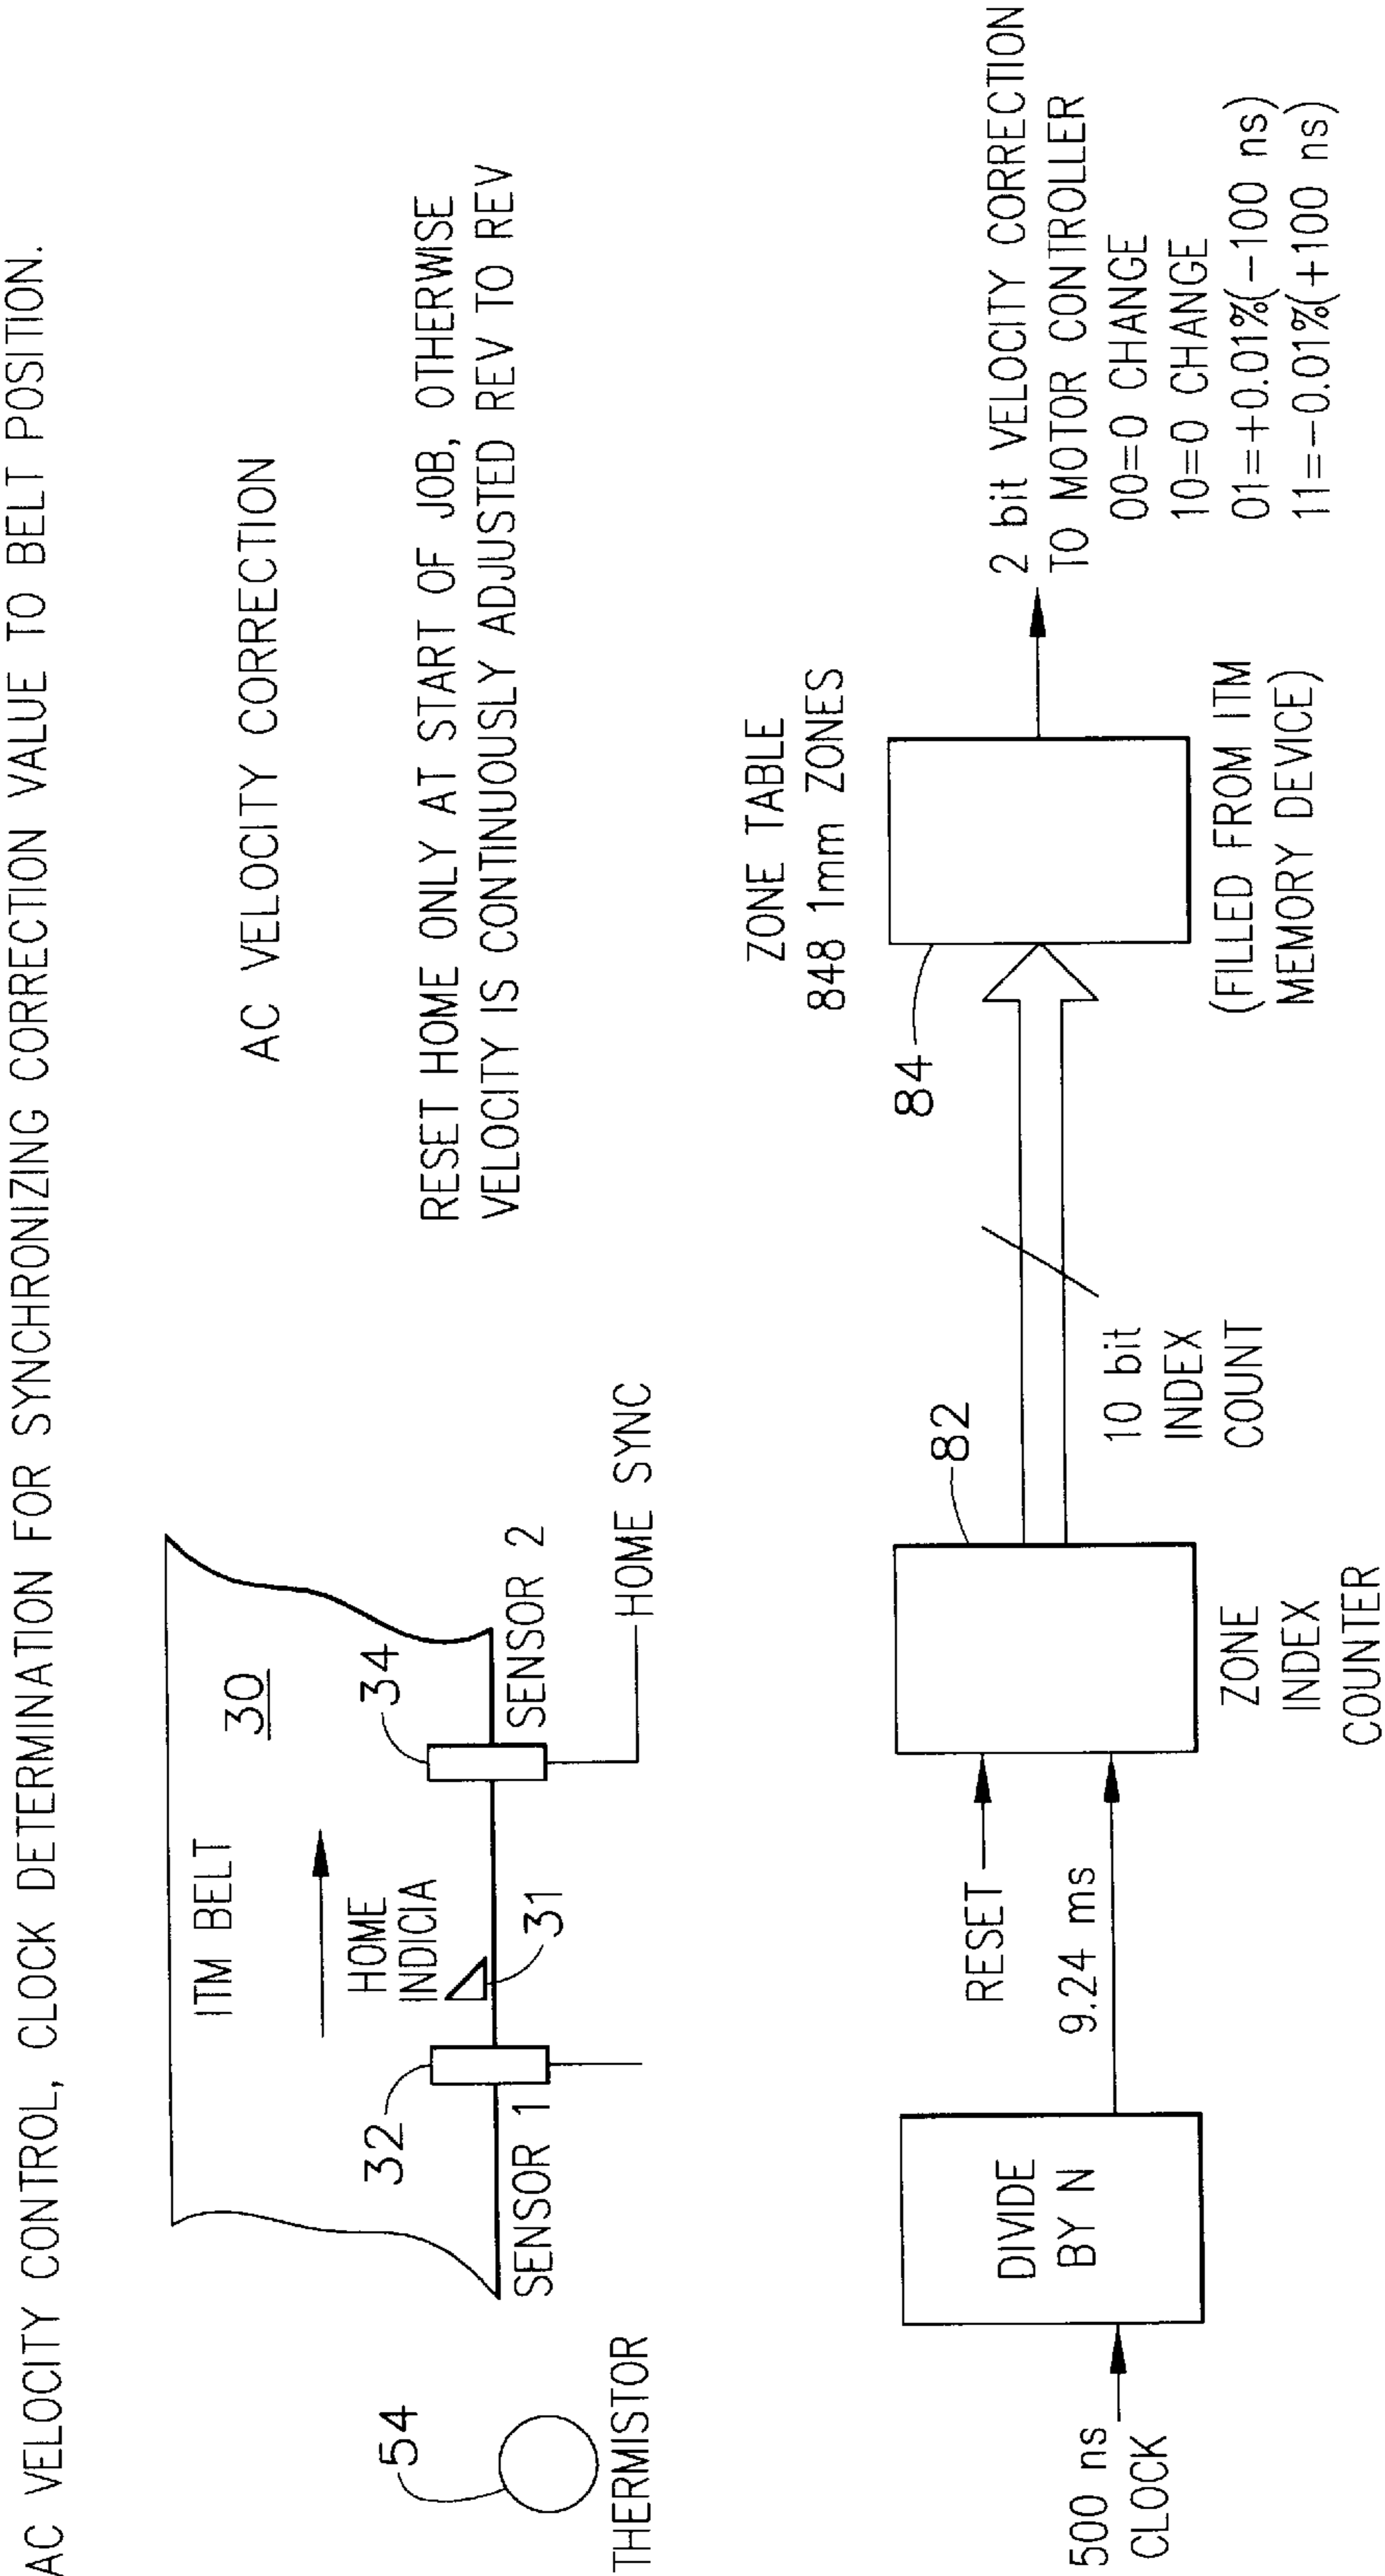 AC VELOCITY CONTROL, CLOCK DETERMINATION FOR SYNCHRONIZING CORRECTION VALUE TO BELT POSITION.
AC VELOCITY CORRECTION
RESET HOME ONLY AT START OF JOB, OTHERWISE
VELOCITY IS CONTINUOUSLY ADJUSTED REV TO REV
ITM BELT
30
HOME
INDICIA
31
32
34
SENSOR 1
SENSOR 2
HOME SYNC
54
THERMISTOR
500 ns
CLOCK
DIVIDE
BY N
9.24 ms
RESET
82
ZONE
INDEX
COUNTER
10 bit
INDEX
COUNT
84
ZONE TABLE
848 1mm ZONES
(FILLED FROM ITM
MEMORY DEVICE)
2 bit VELOCITY CORRECTION
TO MOTOR CONTROLLER
00=0 CHANGE
10=0 CHANGE
01=+0.01%(-100 ns)
11=-0.01%(+100 ns)